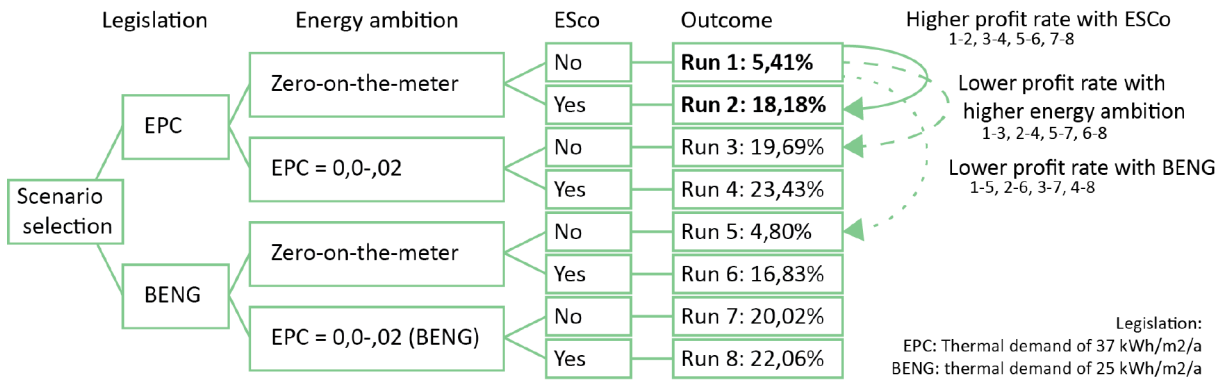 Legislation
Energy ambition
ESco
Outcome
Scenario
selection
EPC
BENG
Zero-on-the-meter
EPC = 0,0-,02
Zero-on-the-meter
EPC = 0,0-,02 (BENG)
No
Yes
No
Yes
No
Yes
No
Yes
Run 1: 5,41%
Run 2: 18,18%
Run 3: 19,69%
Run 4: 23,43%
Run 5: 4,80%
Run 6: 16,83%
Run 7: 20,02%
Run 8: 22,06%
Higher profit rate with ESCo
1-2, 3-4, 5-6, 7-8
Lower profit rate with
higher energy ambition
1-3, 2-4, 5-7, 6-8
Lower profit rate with BENG
1-5, 2-6, 3-7, 4-8
Legislation:
EPC: Thermal demand of 37 kWh/m2/a
BENG: thermal demand of 25 kWh/m2/a